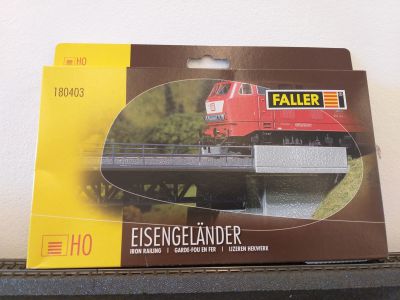 HO
180403
FALLER
HO
EISENGELÄNDER
IRON RAILING | GARDE-FOU EN FER | IJZEREN HEKWERK